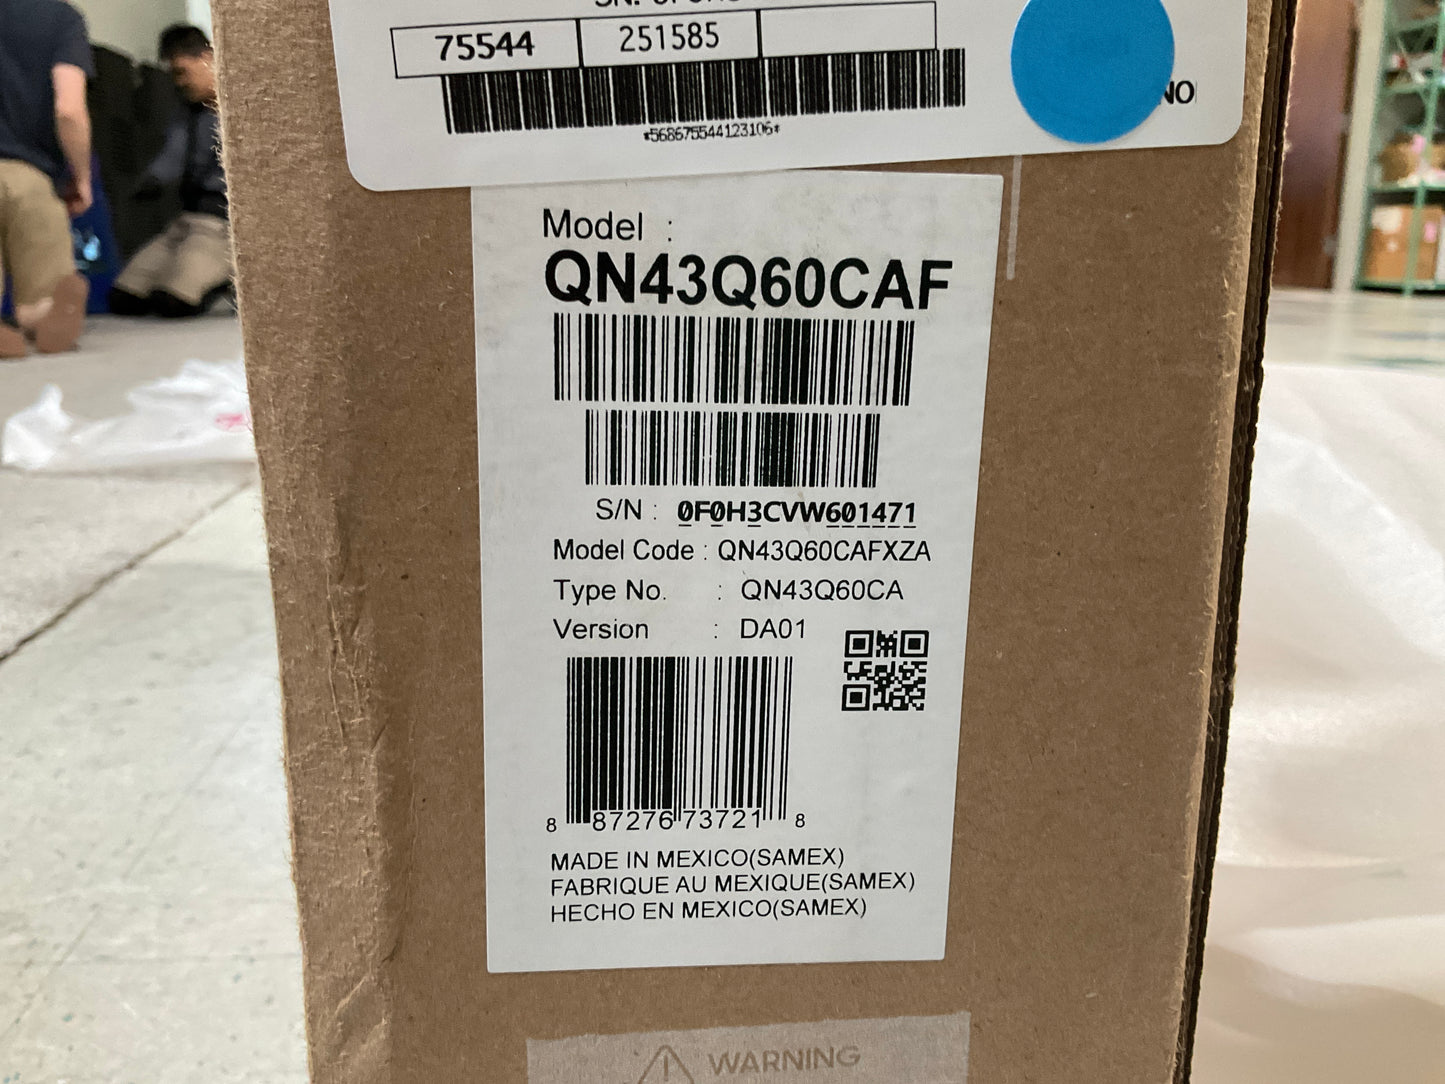 75544 251585
*568675544123106*
NO
Model :
QN43Q60CAF
S/N : 0F0H3CVW601471
Model Code : QN43Q60CAFXZA
Type No. : QN43Q60CA
Version : DA01
8 87276 73721 8
MADE IN MEXICO(SAMEX)
FABRIQUE AU MEXIQUE(SAMEX)
HECHO EN MEXICO(SAMEX)
WARNING